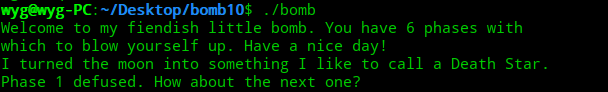 wyg@wyg-PC:~/Desktop/bomb10$ ./bomb
Welcome to my fiendish little bomb. You have 6 phases with
which to blow yourself up. Have a nice day!
I turned the moon into something I like to call a Death Star.
Phase 1 defused. How about the next one?